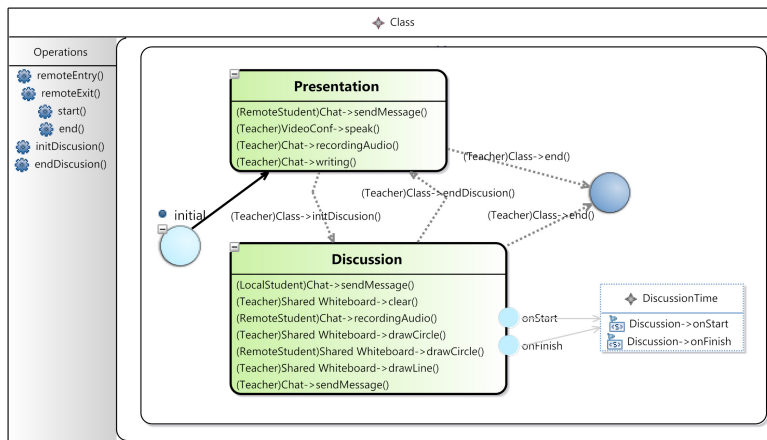 Class
Operations
remoteEntry()
remoteExit()
start()
end()
initDiscusion()
endDiscusion()
Presentation
(RemoteStudent)Chat->sendMessage()
(Teacher)VideoConf->speak()
(Teacher)Chat->recordingAudio()
(Teacher)Chat->writing()
(Teacher)Class->end()
(Teacher)Class->endDiscusion()
initial
(Teacher)Class->initDiscusion()
(Teacher)Class->end()
Discussion
(LocalStudent)Chat->sendMessage()
(Teacher)Shared Whiteboard->clear()
(RemoteStudent)Chat->recordingAudio()
(Teacher)Shared Whiteboard->drawCircle()
(RemoteStudent)Shared Whiteboard->drawCircle()
(Teacher)Shared Whiteboard->drawLine()
(Teacher)Chat->sendMessage()
onStart
onFinish
DiscussionTime
<S> Discussion->onStart
<S> Discussion->onFinish